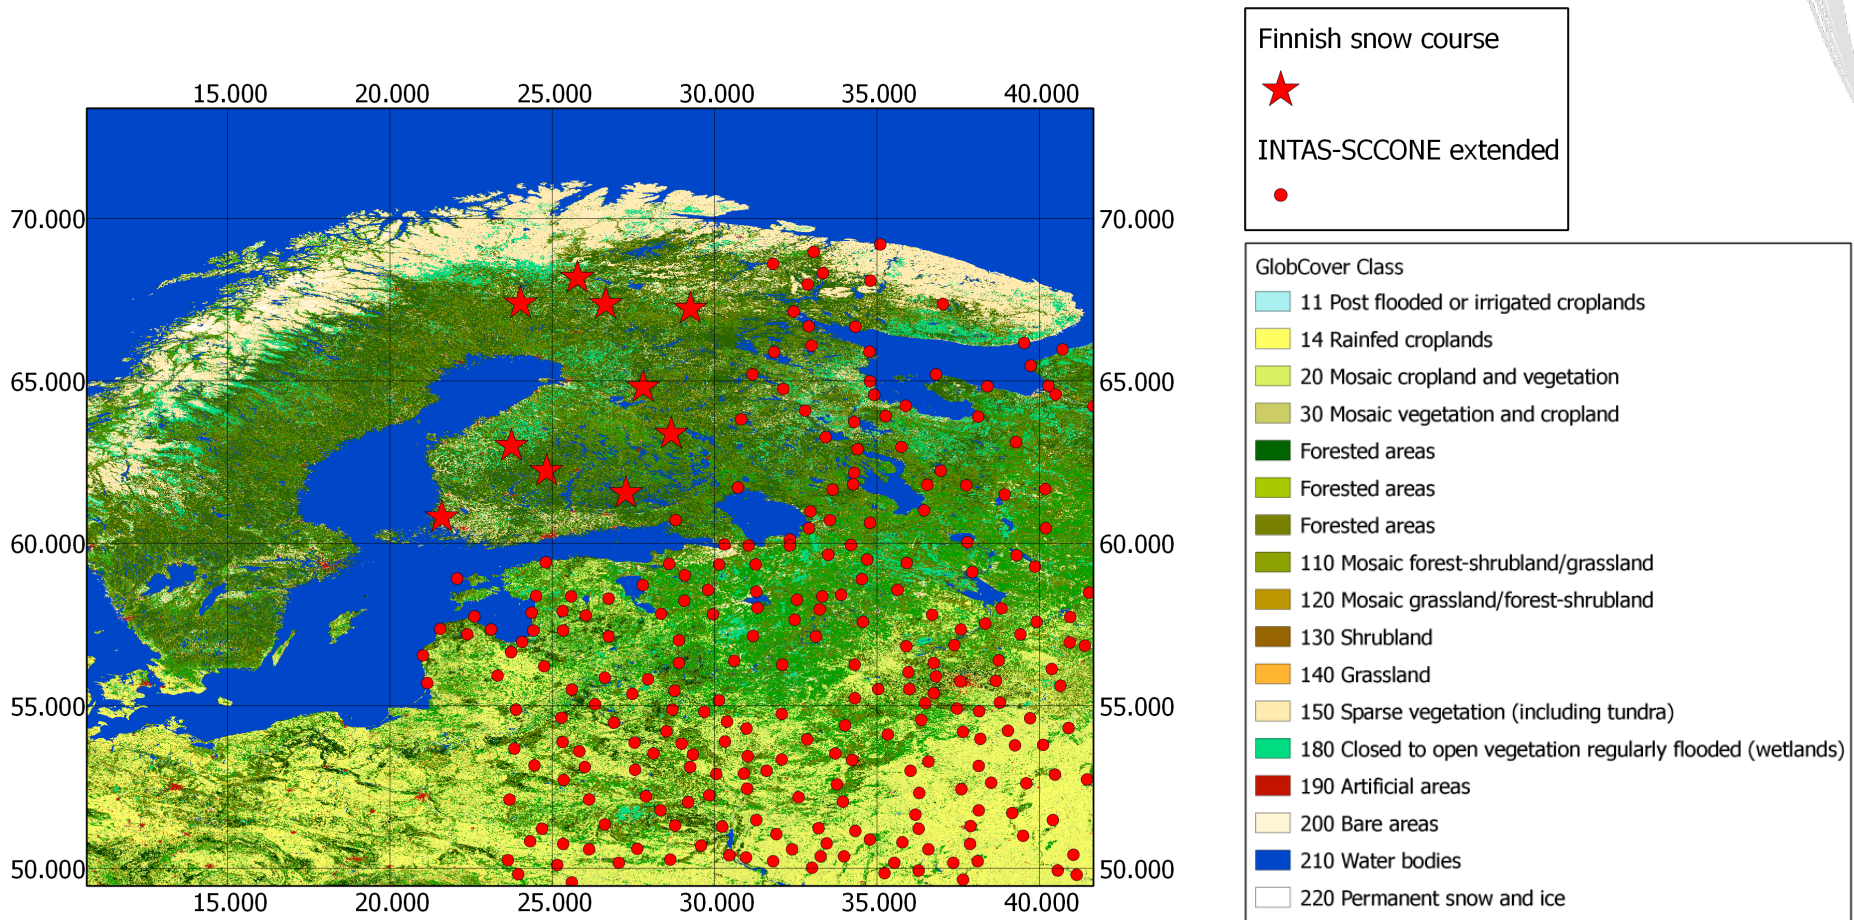 Finnish snow course
INTAS-SCCONE extended
15.000 20.000 25.000 30.000 35.000 40.000
70.000 70.000
65.000 65.000
60.000 60.000
55.000 55.000
50.000 50.000
15.000 20.000 25.000 30.000 35.000 40.000
GlobCover Class
11 Post flooded or irrigated croplands
14 Rainfed croplands
20 Mosaic cropland and vegetation
30 Mosaic vegetation and cropland
Forested areas
Forested areas
Forested areas
110 Mosaic forest-shrubland/grassland
120 Mosaic grassland/forest-shrubland
130 Shrubland
140 Grassland
150 Sparse vegetation (including tundra)
180 Closed to open vegetation regularly flooded (wetlands)
190 Artificial areas
200 Bare areas
210 Water bodies
220 Permanent snow and ice